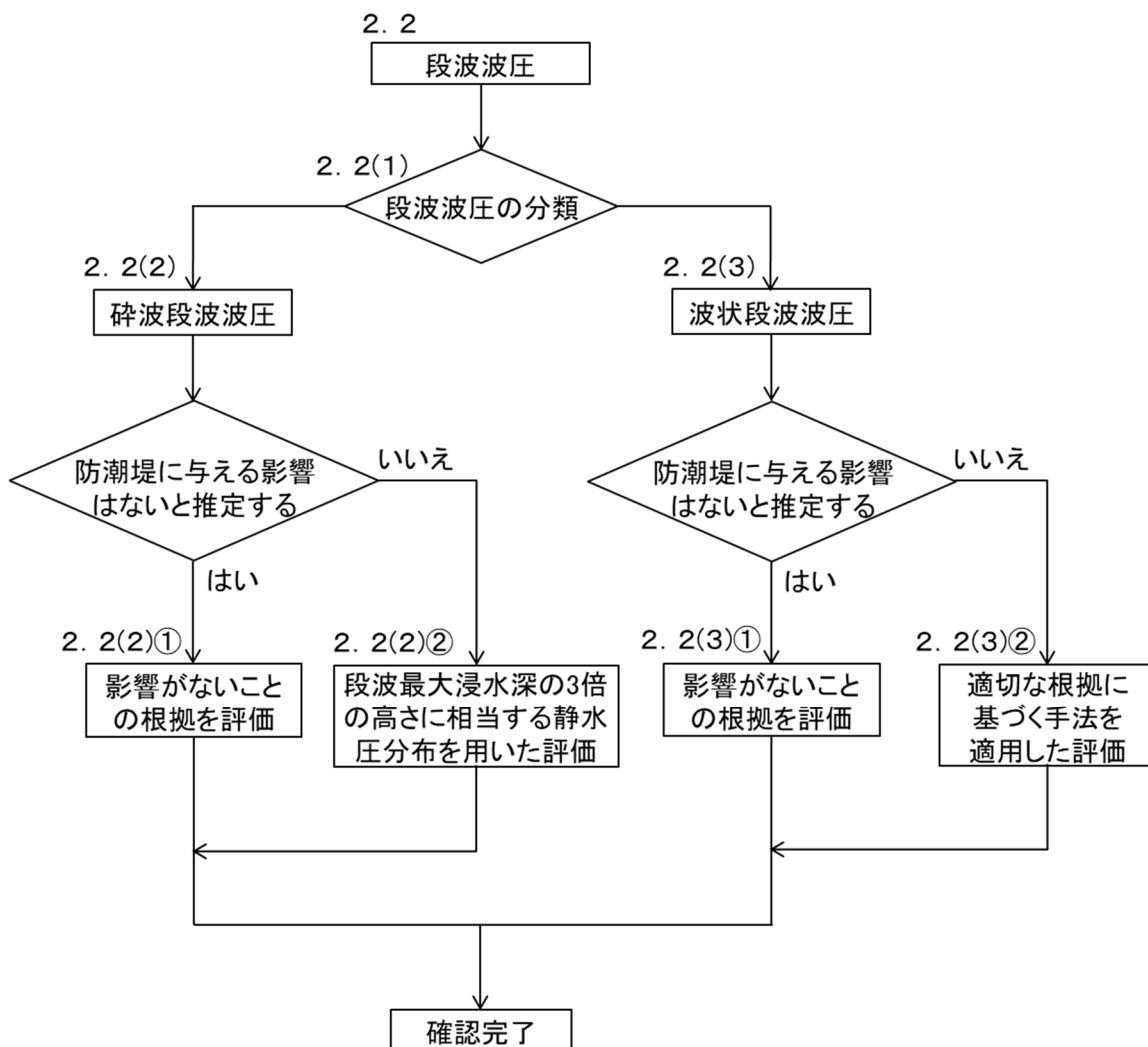 2. 2
段波波圧
2. 2(1)
段波波圧の分類
2. 2(2)
砕波段波波圧
2. 2(3)
波状段波波圧
防潮堤に与える影響
はないと推定する
いいえ
はい
防潮堤に与える影響
はないと推定する
いいえ
はい
2. 2(2)①
影響がないこと
の根拠を評価
2. 2(2)②
段波最大浸水深の3倍
の高さに相当する静水
圧分布を用いた評価
2. 2(3)①
影響がないこと
の根拠を評価
2. 2(3)②
適切な根拠に
基づく手法を
適用した評価
確認完了